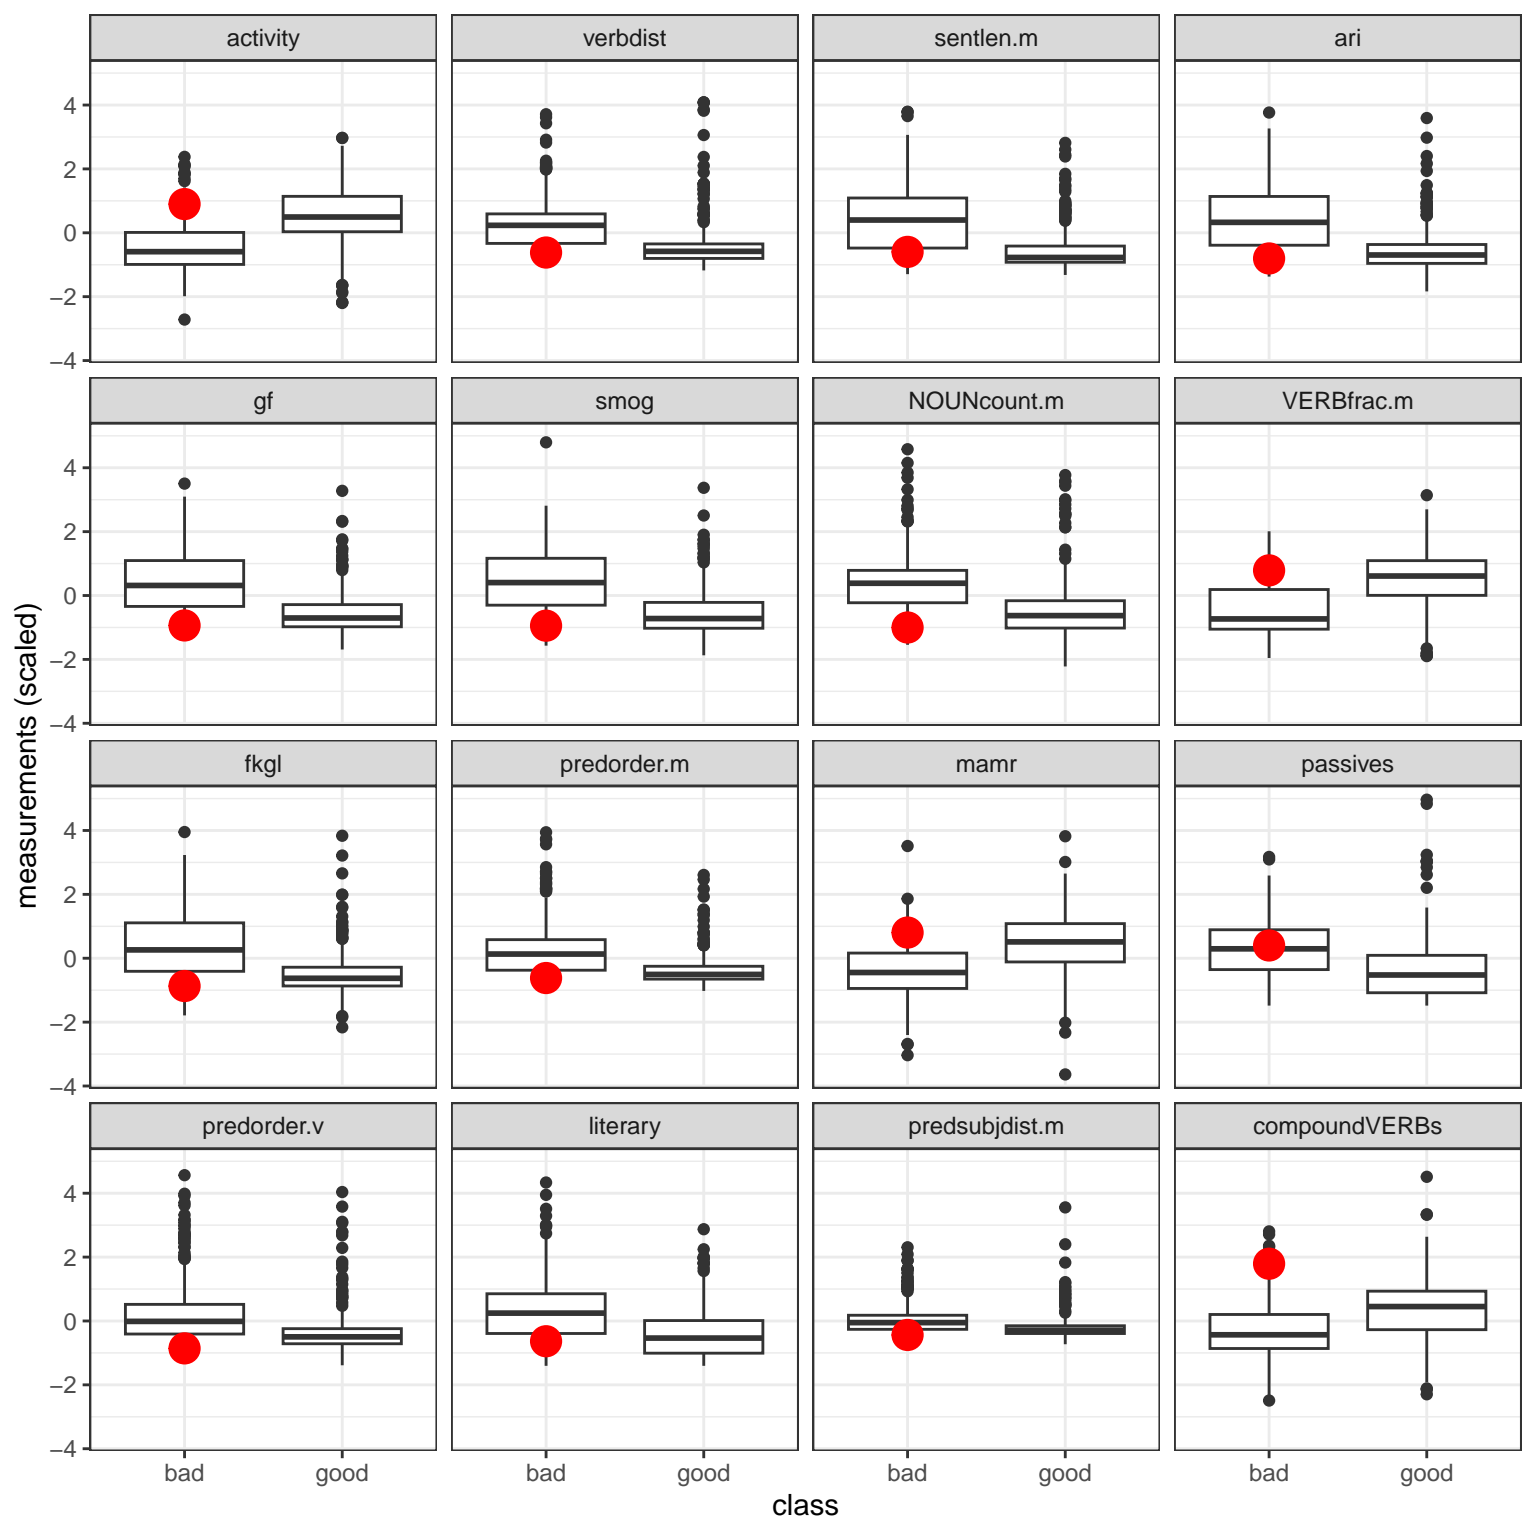 activity verbdist sentlen.m ari
4
2
0
−2
−4
gf smog NOUNcount.m VERBfrac.m
4
2
0
−2
−4
fkgl predorder.m mamr passives
4
2
0
−2
−4
predorder.v literary predsubjdist.m compoundVERBs
4
2
0
−2
−4
bad good bad good bad good bad good
class
measurements (scaled)